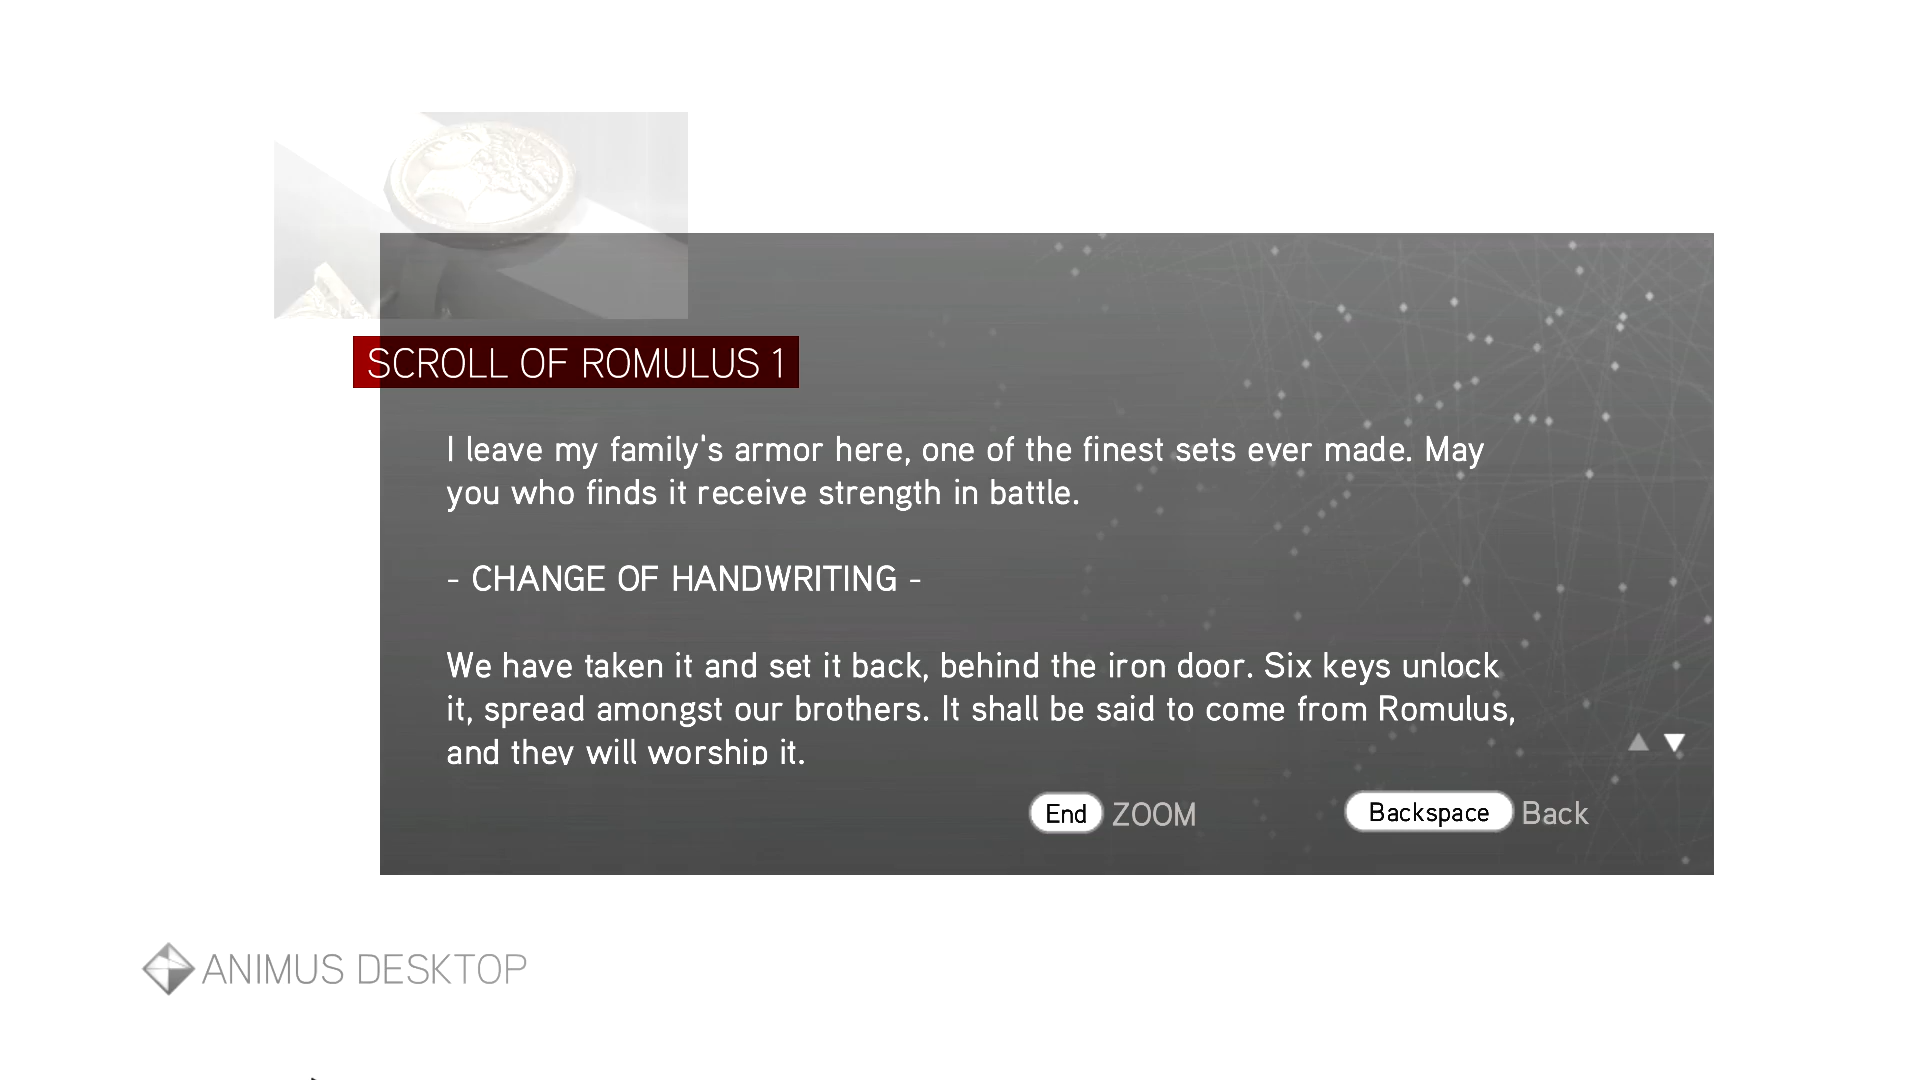 SCROLL OF ROMULUS 1
I leave my family's armor here, one of the finest sets ever made. May
you who finds it receive strength in battle.
- CHANGE OF HANDWRITING -
We have taken it and set it back, behind the iron door. Six keys unlock
it, spread amongst our brothers. It shall be said to come from Romulus,
and they will worship it.
End ZOOM Backspace Back
ANIMUS DESKTOP